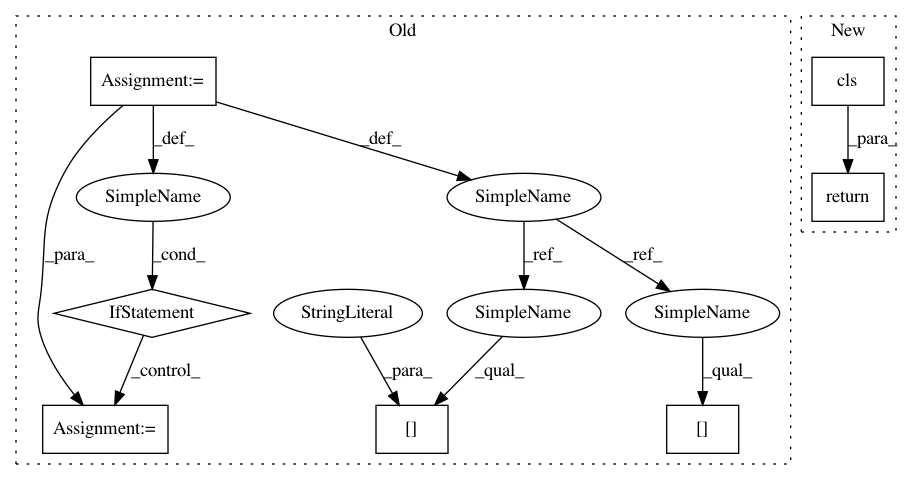 Old
New
Assignment:=
cls
_def_
_def_
_para_
SimpleName
SimpleName
return
_para_
_cond_
_ref_
_ref_
IfStatement
StringLiteral
SimpleName
SimpleName
_control_
_para_
_qual_
_qual_
Assignment:=
[]
[]